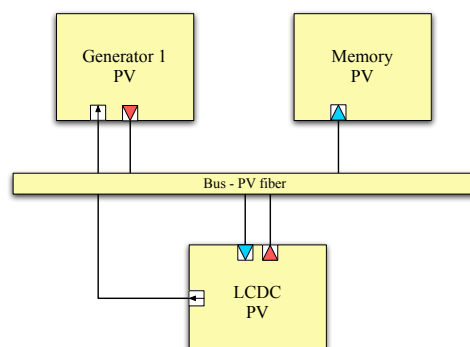 Generator 1
PV
Memory
PV
Bus - PV fiber
LCDC
PV